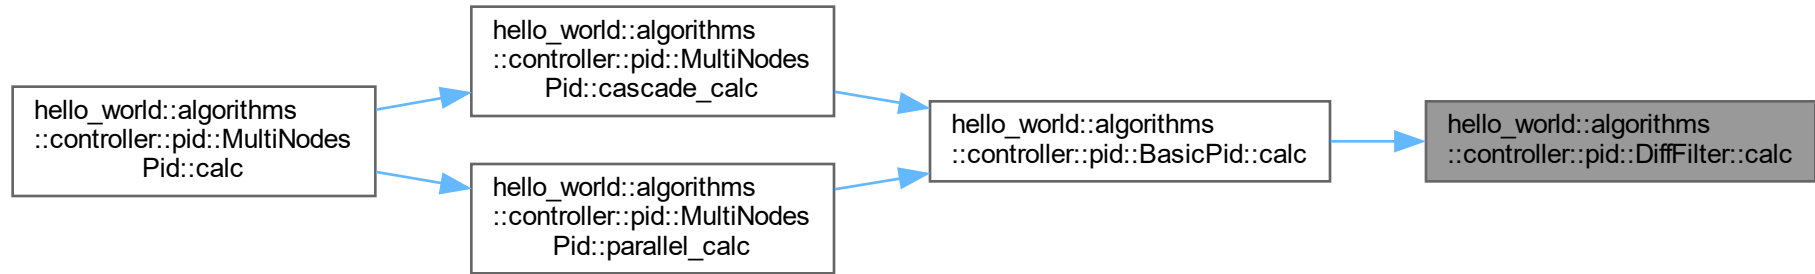 hello_world::algorithms
::controller::pid::MultiNodes
Pid::calc
hello_world::algorithms
::controller::pid::MultiNodes
Pid::cascade_calc
hello_world::algorithms
::controller::pid::MultiNodes
Pid::parallel_calc
hello_world::algorithms
::controller::pid::BasicPid::calc
hello_world::algorithms
::controller::pid::DiffFilter::calc